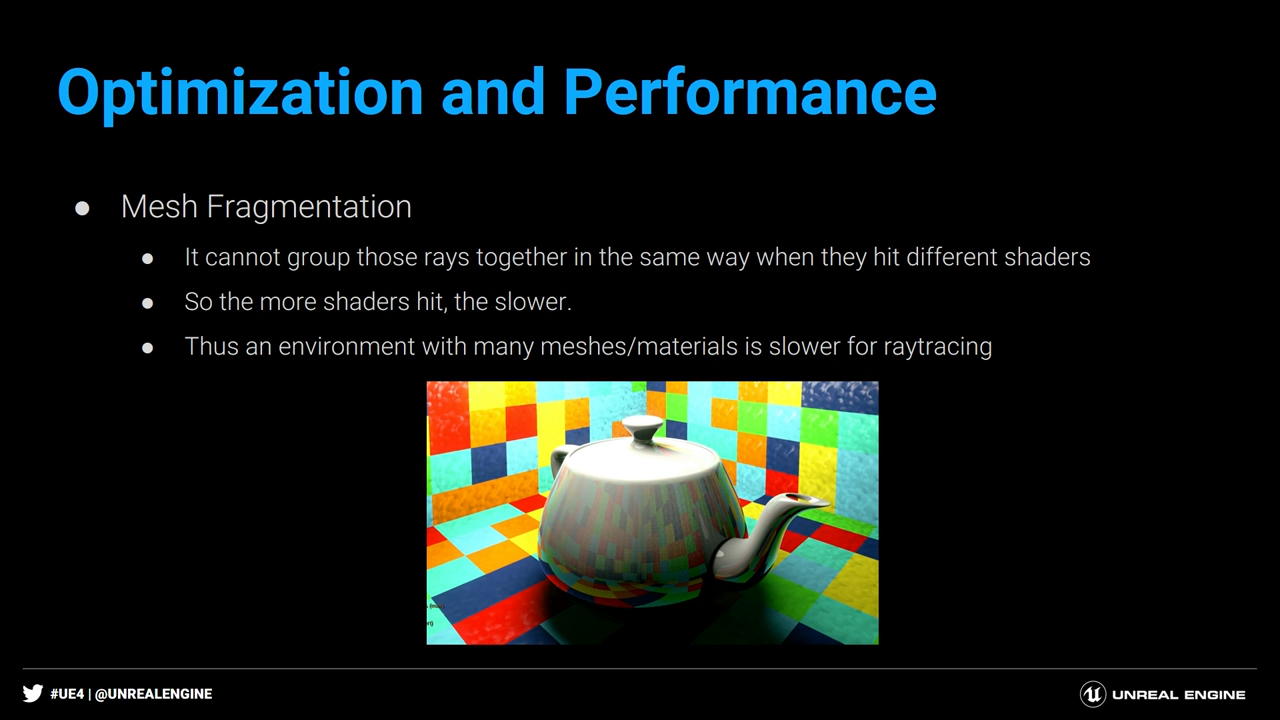 Optimization and Performance
● Mesh Fragmentation
● It cannot group those rays together in the same way when they hit different shaders
● So the more shaders hit, the slower.
● Thus an environment with many meshes/materials is slower for raytracing
#UE4 | @UNREALENGINE
UNREAL ENGINE